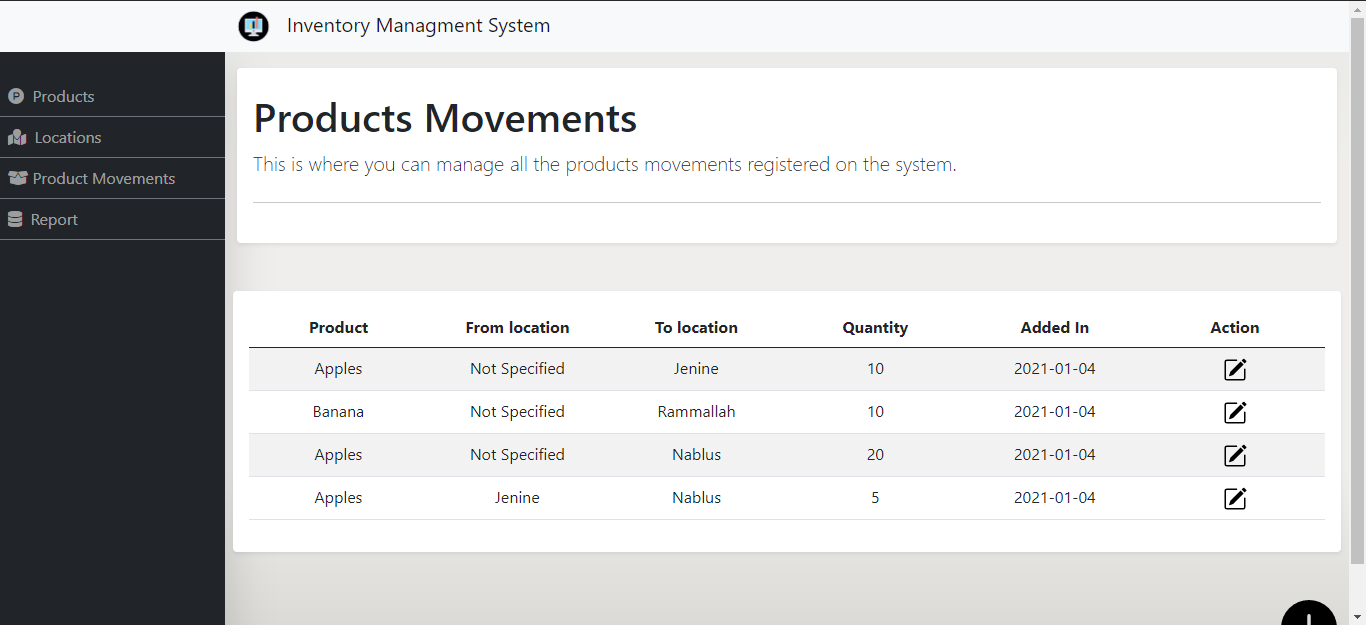 Inventory Managment System
Products
Locations
Product Movements
Report
Products Movements
This is where you can manage all the products movements registered on the system.
Product From location To location Quantity Added In Action
Apples Not Specified Jenine 10 2021-01-04
Banana Not Specified Rammallah 10 2021-01-04
Apples Not Specified Nablus 20 2021-01-04
Apples Jenine Nablus 5 2021-01-04